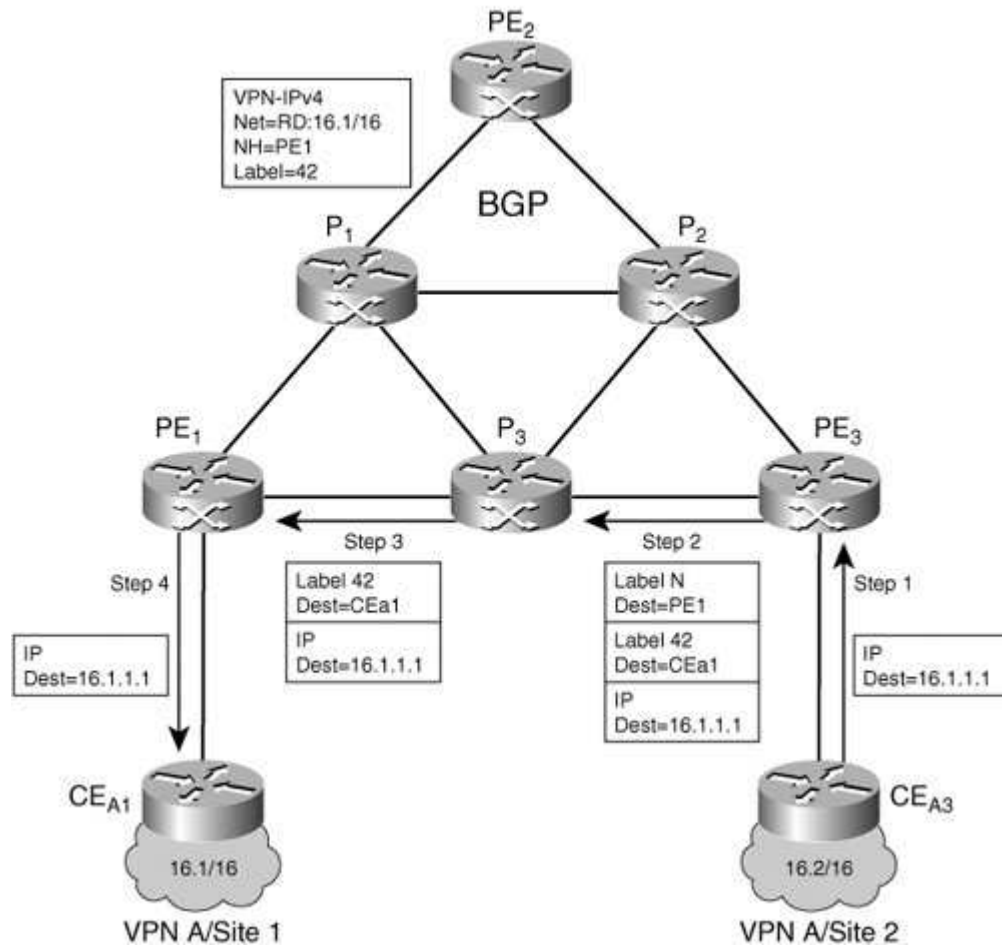 PE2
VPN-IPv4
Net=RD:16.1/16
NH=PE1
Label=42
BGP
P1
P2
PE1
P3
PE3
Step 3
Step 2
Step 4
Step 1
Label 42
Dest=CEa1
IP
Dest=16.1.1.1
Label N
Dest=PE1
Label 42
Dest=CEa1
IP
Dest=16.1.1.1
IP
Dest=16.1.1.1
IP
Dest=16.1.1.1
CEA1
CEA3
16.1/16
16.2/16
VPN A/Site 1
VPN A/Site 2